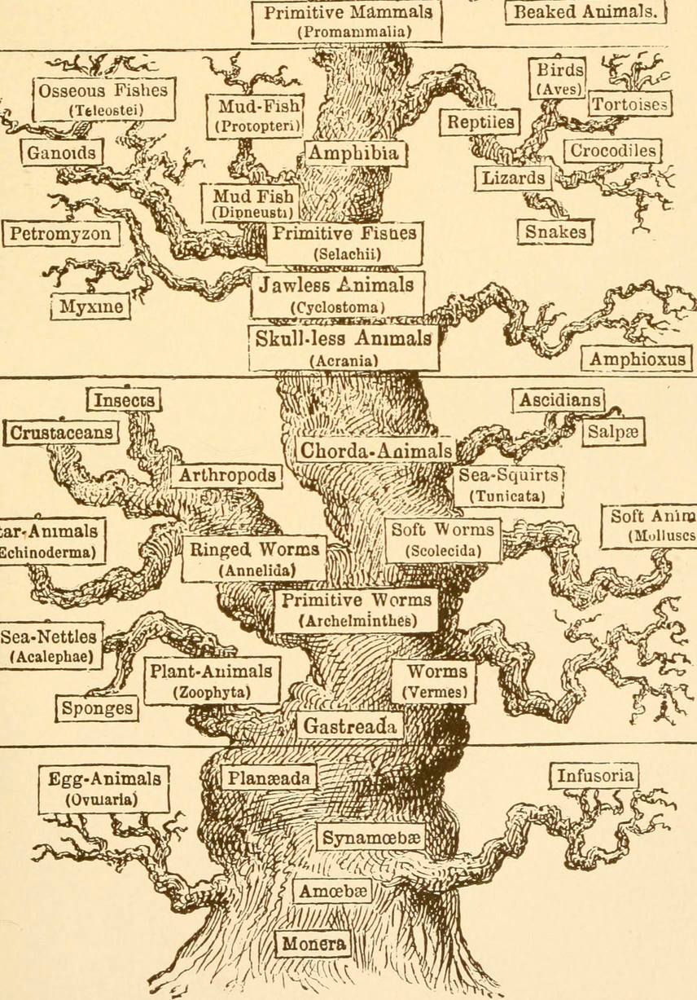 Primitive Mammals
(Promammalia)
Beaked Animals.
Osseous Fishes
(Teleostei)
Mud-Fish
(Protopteri)
Birds
(Aves)
Tortoises
Reptiles
Ganoids
Amphibia
Crocodiles
Lizards
Mud Fish
(Dipneusti)
Petromyzon
Primitive Fishes
(Selachii)
Snakes
Jawless Animals
(Cyclostoma)
Myxine
Skull-less Animals
(Acrania)
Amphioxus
Insects
Ascidians
Crustaceans
Salpæ
Chorda-Animals
Arthropods
Sea-Squirts
(Tunicata)
tar-Animals
Echinoderma)
Ringed Worms
(Annelida)
Soft Worms
(Scolecida)
Soft Anima
(Molluscs
Primitive Worms
(Archelminthes)
Sea-Nettles
(Acalephae)
Plant-Animals
(Zoophyta)
Worms
(Vermes)
Sponges
Gastreada
Egg-Animals
(Ovularia)
Planæada
Infusoria
Synamœbæ
Amœbæ
Monera